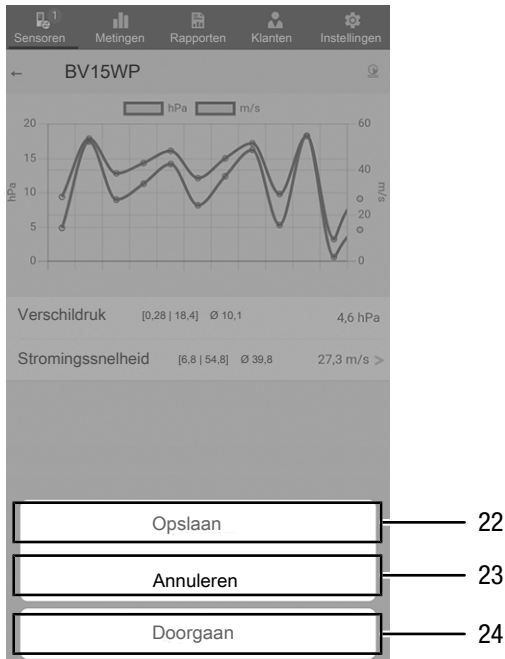 1
Sensoren Metingen Rapporten Klanten Instellingen
← BV15WP
hPa m/s
20 60
15
40
10
20
5
0 0
hPa
m/s
Verschildruk [0,28 | 18,4] Ø 10,1 4,6 hPa
Stromingssnelheid [6,8 | 54,8] Ø 39,8 27,3 m/s >
Opslaan 22
Annuleren 23
Doorgaan 24